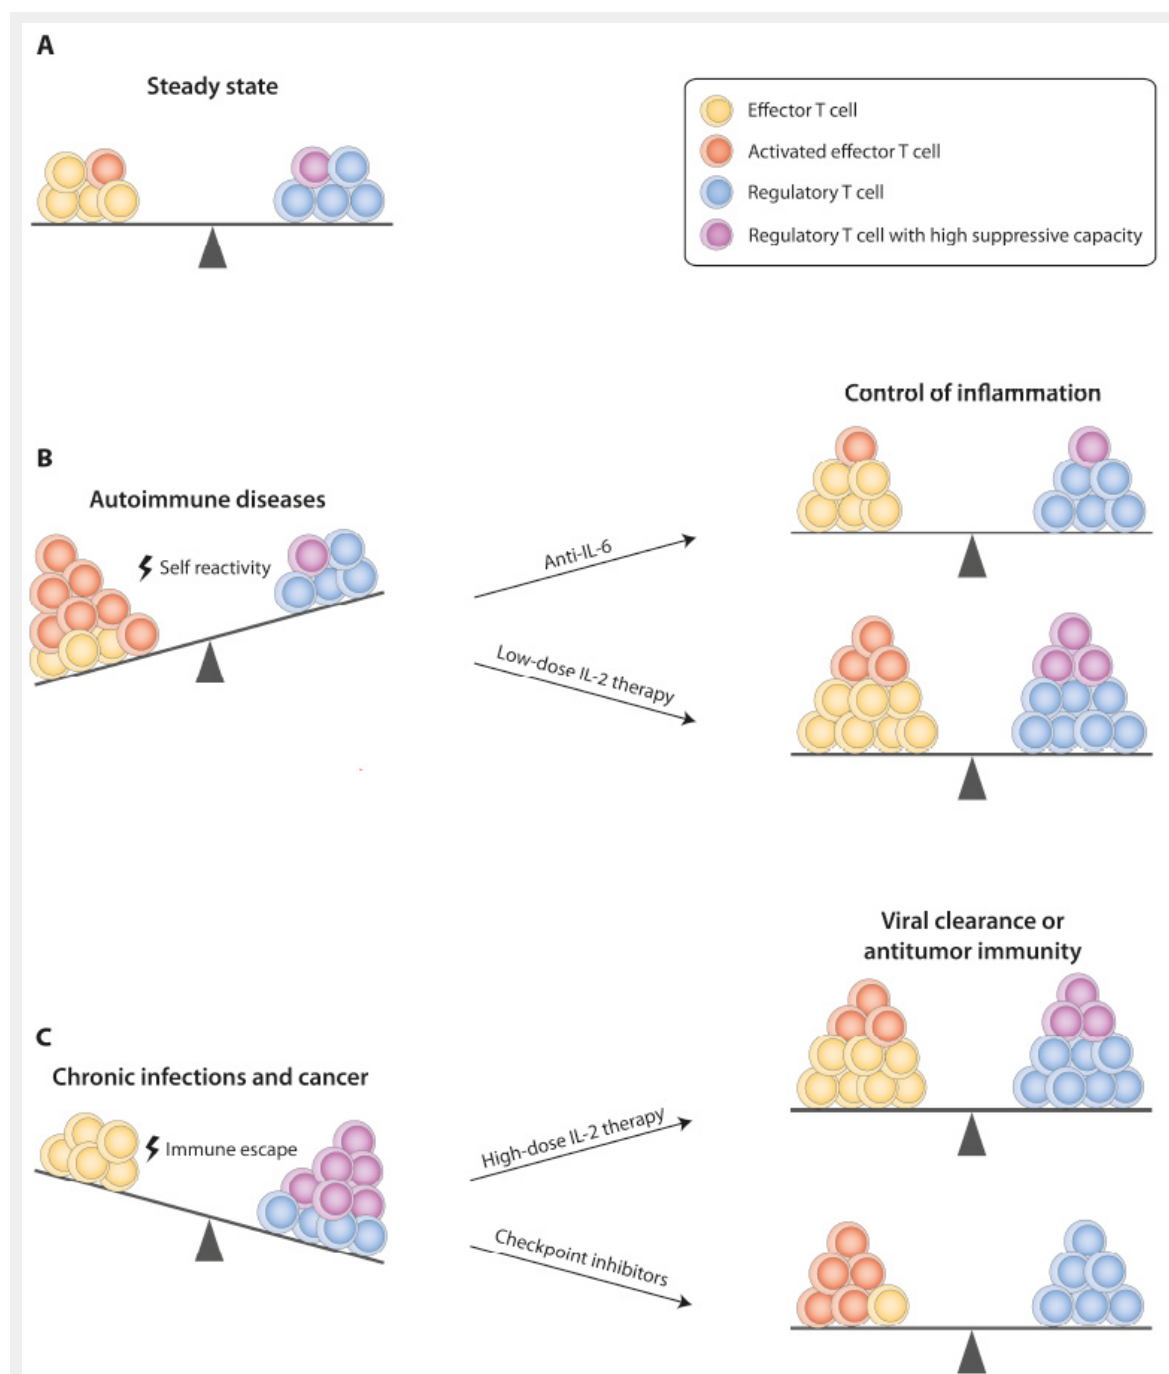 A
Steady state
Effector T cell
Activated effector T cell
Regulatory T cell
Regulatory T cell with high suppressive capacity
B
Autoimmune diseases
Self reactivity
Anti-IL-6
Low-dose IL-2 therapy
Control of inflammation
C
Chronic infections and cancer
Immune escape
High-dose IL-2 therapy
Checkpoint inhibitors
Viral clearance or
antitumor immunity